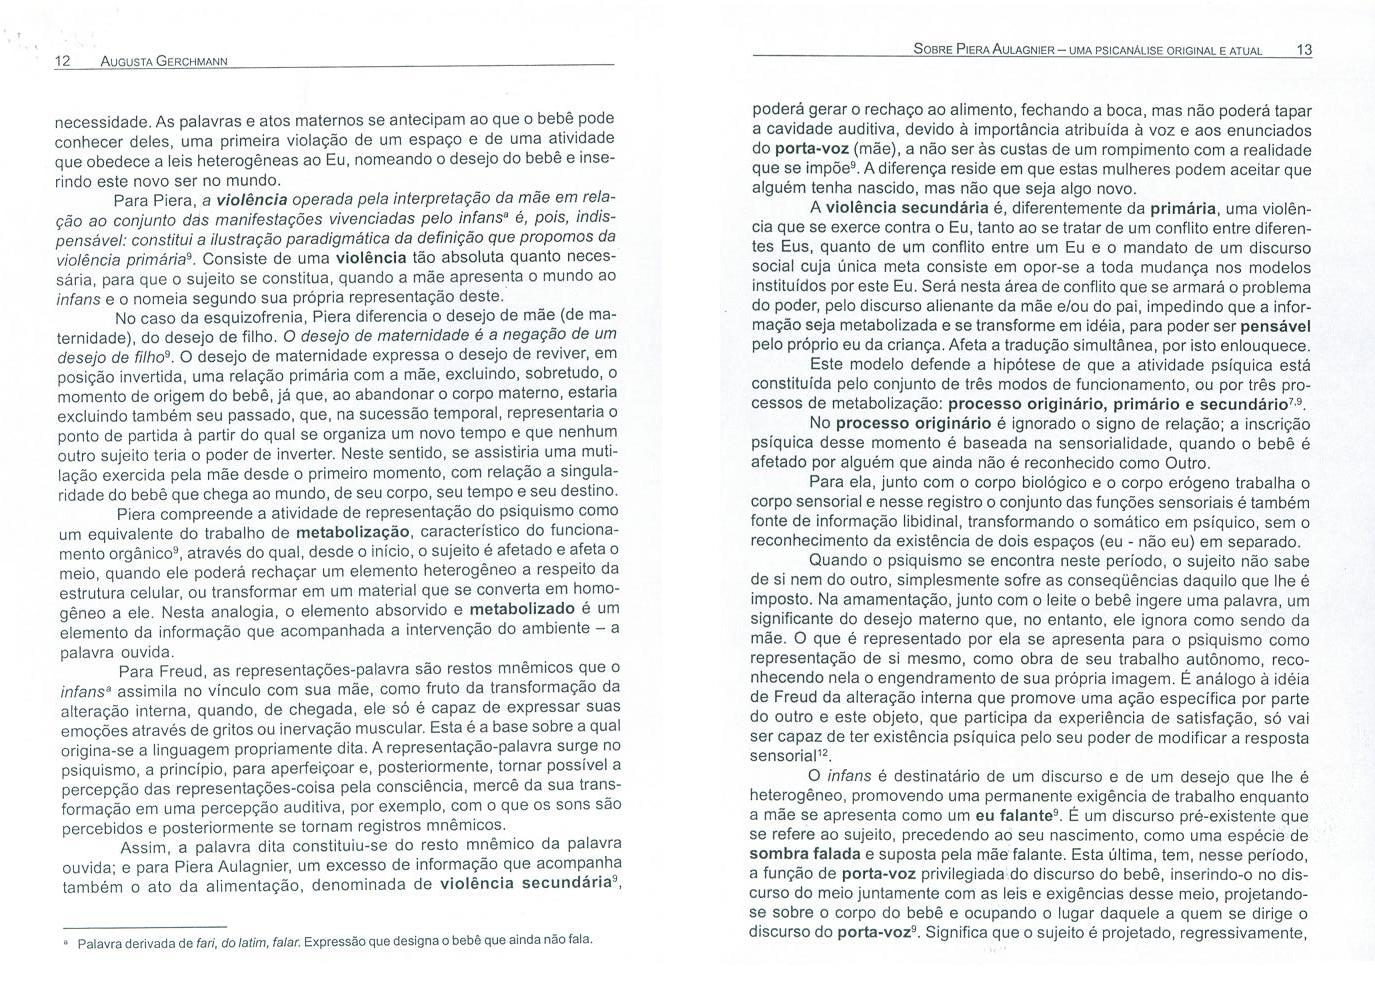 12 AUGUSTA GERCHMANN
necessidade. As palavras e atos maternos se antecipam ao que o bebê pode
conhecer deles, uma primeira violação de um espaço e de uma atividade
que obedece a leis heterogêneas ao Eu, nomeando o desejo do bebê e inse-
rindo este novo ser no mundo.
Para Piera, a violência operada pela interpretação da mãe em rela-
ção ao conjunto das manifestações vivenciadas pelo infansª é, pois, indis-
pensável: constitui a ilustração paradigmática da definição que propomos da
violência primária⁹. Consiste de uma violência tão absoluta quanto neces-
sária, para que o sujeito se constitua, quando a mãe apresenta o mundo ao
infans e o nomeia segundo sua própria representação deste.
No caso da esquizofrenia, Piera diferencia o desejo de mãe (de ma-
ternidade), do desejo de filho. O desejo de maternidade é a negação de um
desejo de filho⁹. O desejo de maternidade expressa o desejo de reviver, em
posição invertida, uma relação primária com a mãe, excluindo, sobretudo, o
momento de origem do bebê, já que, ao abandonar o corpo materno, estaria
excluindo também seu passado, que, na sucessão temporal, representaria o
ponto de partida à partir do qual se organiza um novo tempo e que nenhum
outro sujeito teria o poder de inverter. Neste sentido, se assistiria uma muti-
lação exercida pela mãe desde o primeiro momento, com relação a singula-
ridade do bebê que chega ao mundo, de seu corpo, seu tempo e seu destino.
Piera compreende a atividade de representação do psiquismo como
um equivalente do trabalho de metabolização, característico do funciona-
mento orgânico⁹, através do qual, desde o início, o sujeito é afetado e afeta o
meio, quando ele poderá rechaçar um elemento heterogêneo a respeito da
estrutura celular, ou transformar em um material que se converta em homo-
gêneo a ele. Nesta analogia, o elemento absorvido e metabolizado é um
elemento da informação que acompanhada a intervenção do ambiente – a
palavra ouvida.
Para Freud, as representações-palavra são restos mnêmicos que o
infansª assimila no vínculo com sua mãe, como fruto da transformação da
alteração interna, quando, de chegada, ele só é capaz de expressar suas
emoções através de gritos ou inervação muscular. Esta é a base sobre a qual
origina-se a linguagem propriamente dita. A representação-palavra surge no
psiquismo, a princípio, para aperfeiçoar e, posteriormente, tornar possível a
percepção das representações-coisa pela consciência, mercê da sua trans-
formação em uma percepção auditiva, por exemplo, com o que os sons são
percebidos e posteriormente se tornam registros mnêmicos.
Assim, a palavra dita constituiu-se do resto mnêmico da palavra
ouvida; e para Piera Aulagnier, um excesso de informação que acompanha
também o ato da alimentação, denominada de violência secundária⁹,
ª Palavra derivada de fari, do latim, falar. Expressão que designa o bebê que ainda não fala.
SOBRE PIERA AULAGNIER – UMA PSICANÁLISE ORIGINAL E ATUAL 13
poderá gerar o rechaço ao alimento, fechando a boca, mas não poderá tapar
a cavidade auditiva, devido à importância atribuída à voz e aos enunciados
do porta-voz (mãe), a não ser às custas de um rompimento com a realidade
que se impõe⁹. A diferença reside em que estas mulheres podem aceitar que
alguém tenha nascido, mas não que seja algo novo.
A violência secundária é, diferentemente da primária, uma violên-
cia que se exerce contra o Eu, tanto ao se tratar de um conflito entre diferen-
tes Eus, quanto de um conflito entre um Eu e o mandato de um discurso
social cuja única meta consiste em opor-se a toda mudança nos modelos
instituídos por este Eu. Será nesta área de conflito que se armará o problema
do poder, pelo discurso alienante da mãe e/ou do pai, impedindo que a infor-
mação seja metabolizada e se transforme em idéia, para poder ser pensável
pelo próprio eu da criança. Afeta a tradução simultânea, por isto enlouquece.
Este modelo defende a hipótese de que a atividade psíquica está
constituída pelo conjunto de três modos de funcionamento, ou por três pro-
cessos de metabolização: processo originário, primário e secundário⁷,⁹.
No processo originário é ignorado o signo de relação; a inscrição
psíquica desse momento é baseada na sensorialidade, quando o bebê é
afetado por alguém que ainda não é reconhecido como Outro.
Para ela, junto com o corpo biológico e o corpo erógeno trabalha o
corpo sensorial e nesse registro o conjunto das funções sensoriais é também
fonte de informação libidinal, transformando o somático em psíquico, sem o
reconhecimento da existência de dois espaços (eu - não eu) em separado.
Quando o psiquismo se encontra neste período, o sujeito não sabe
de si nem do outro, simplesmente sofre as conseqüências daquilo que lhe é
imposto. Na amamentação, junto com o leite o bebê ingere uma palavra, um
significante do desejo materno que, no entanto, ele ignora como sendo da
mãe. O que é representado por ela se apresenta para o psiquismo como
representação de si mesmo, como obra de seu trabalho autônomo, reco-
nhecendo nela o engendramento de sua própria imagem. É análogo à idéia
de Freud da alteração interna que promove uma ação específica por parte
do outro e este objeto, que participa da experiência de satisfação, só vai
ser capaz de ter existência psíquica pelo seu poder de modificar a resposta
sensorial¹².
O infans é destinatário de um discurso e de um desejo que lhe é
heterogêneo, promovendo uma permanente exigência de trabalho enquanto
a mãe se apresenta como um eu falante⁹. É um discurso pré-existente que
se refere ao sujeito, precedendo ao seu nascimento, como uma espécie de
sombra falada e suposta pela mãe falante. Esta última, tem, nesse período,
a função de porta-voz privilegiada do discurso do bebê, inserindo-o no dis-
curso do meio juntamente com as leis e exigências desse meio, projetando-
se sobre o corpo do bebê e ocupando o lugar daquele a quem se dirige o
discurso do porta-voz⁹. Significa que o sujeito é projetado, regressivamente,